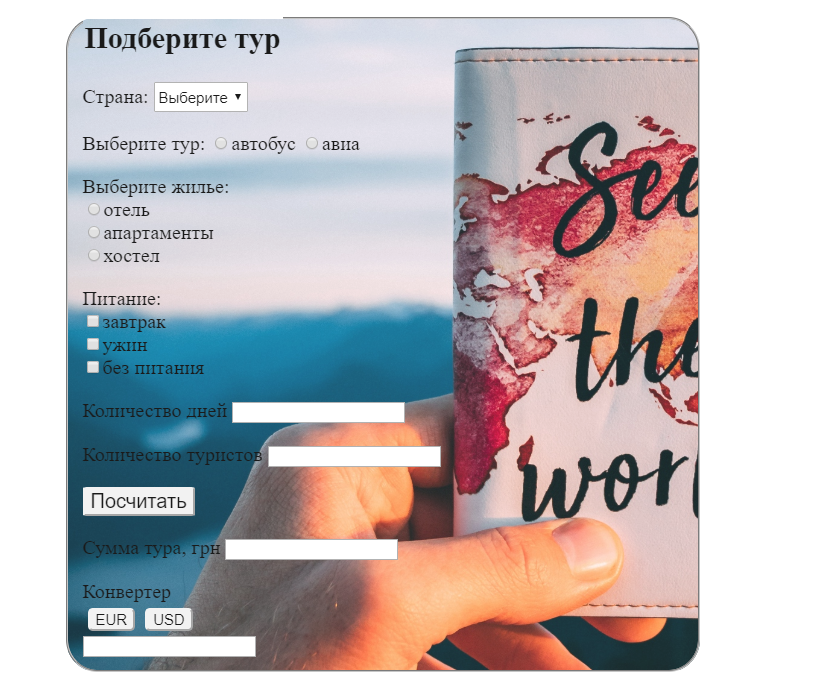 Подберите тур
Страна: Выберите
Выберите тур: автобус авиа
Выберите жилье:
отель
апартаменты
хостел
Питание:
завтрак
ужин
без питания
Количество дней
Количество туристов
Посчитать
Сумма тура, грн
Конвертер
EUR USD
See
the
worl